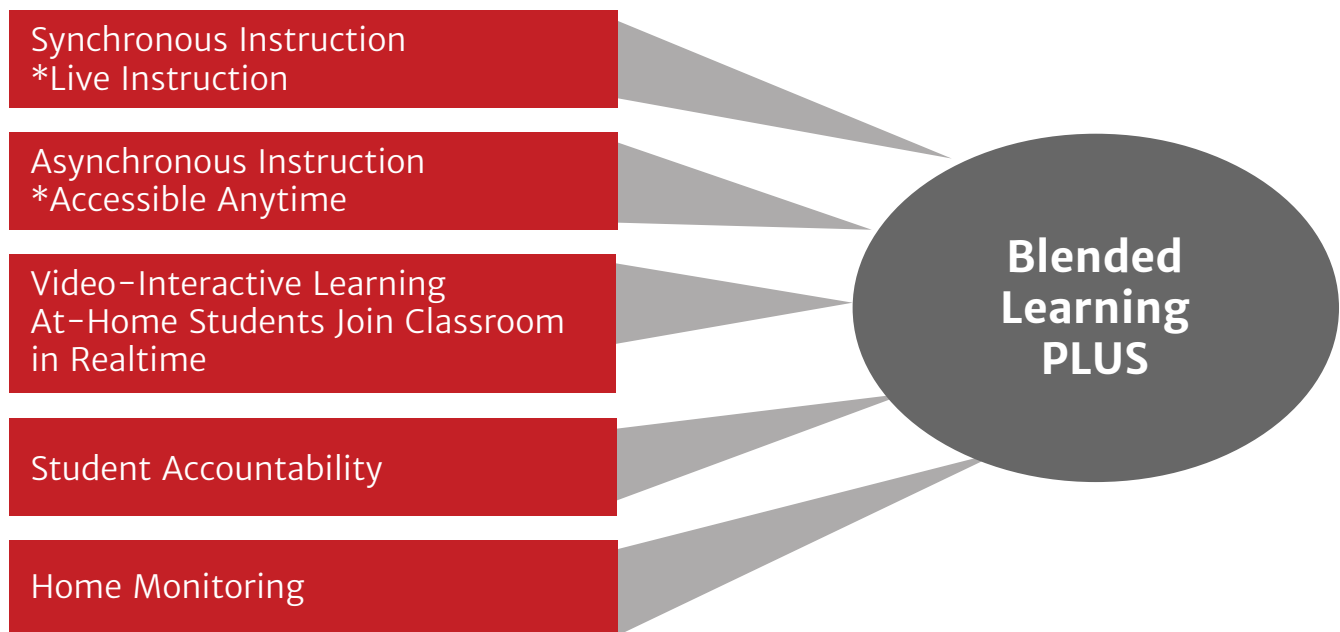 Synchronous Instruction
*Live Instruction
Asynchronous Instruction
*Accessible Anytime
Video-Interactive Learning
At-Home Students Join Classroom
in Realtime
Student Accountability
Home Monitoring
Blended
Learning
PLUS